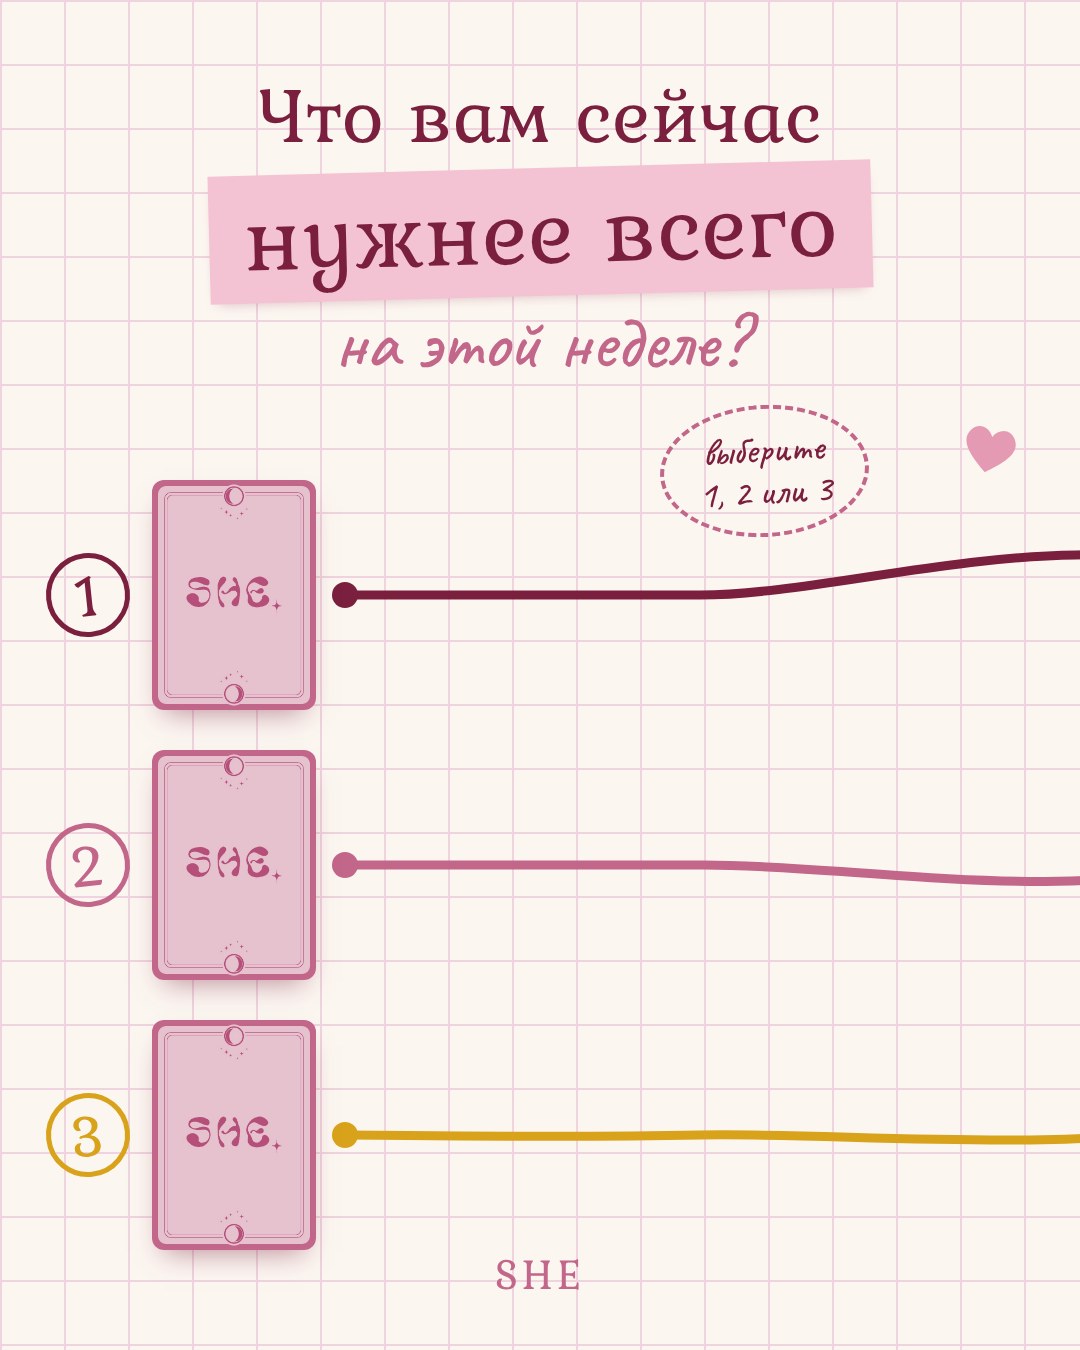 Что вам сейчас
нужнее всего
на этой неделе?
выберите
1, 2 или 3
1
SHE
2
SHE
3
SHE
SHE